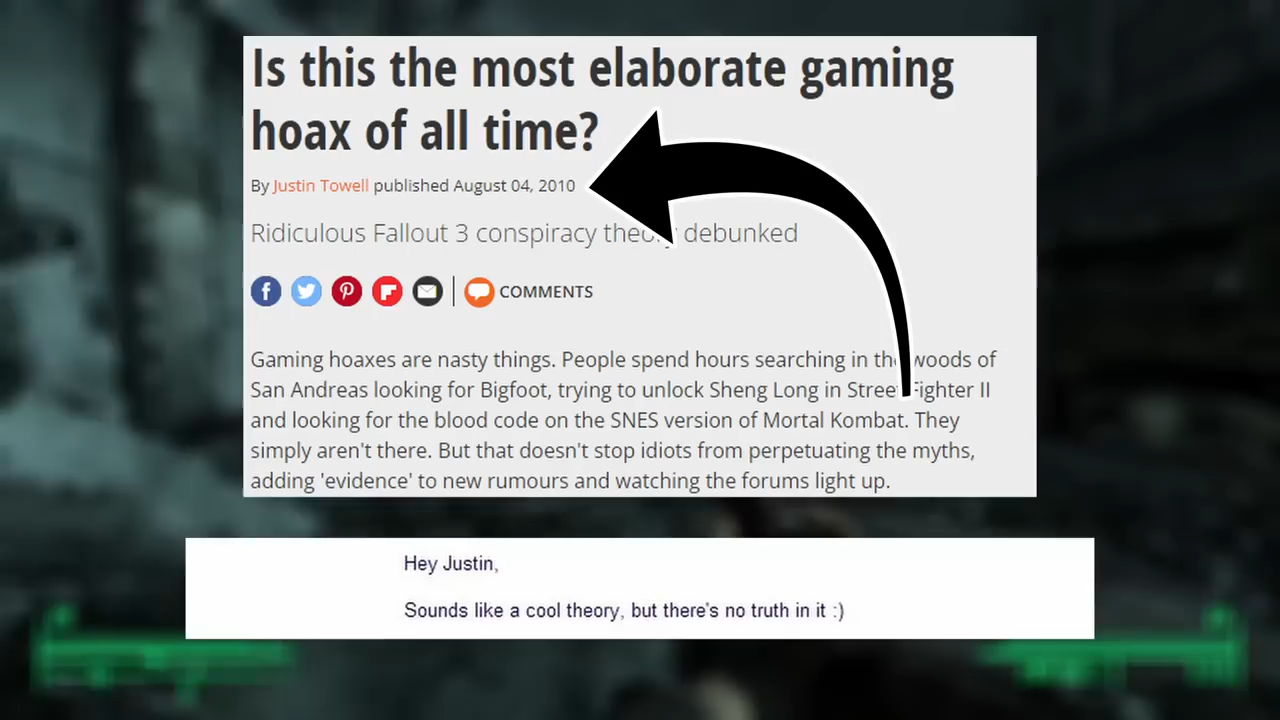 Is this the most elaborate gaming
hoax of all time?
By Justin Towell published August 04, 2010
Ridiculous Fallout 3 conspiracy theory debunked
COMMENTS
Gaming hoaxes are nasty things. People spend hours searching in the woods of
San Andreas looking for Bigfoot, trying to unlock Sheng Long in Street Fighter II
and looking for the blood code on the SNES version of Mortal Kombat. They
simply aren't there. But that doesn't stop idiots from perpetuating the myths,
adding 'evidence' to new rumours and watching the forums light up.
Hey Justin,
Sounds like a cool theory, but there's no truth in it :)